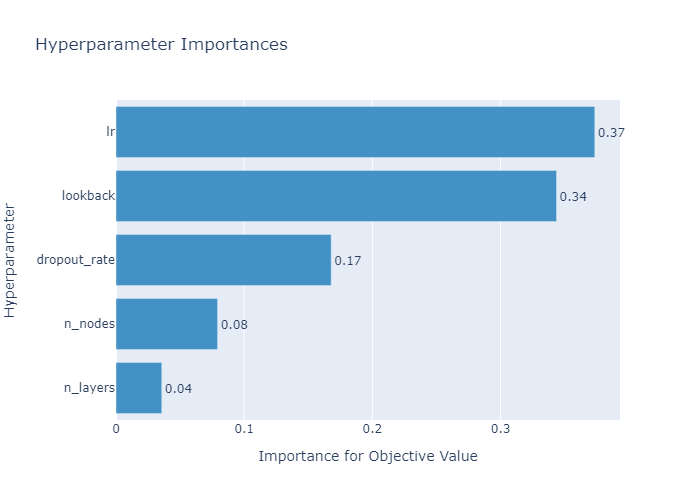 Hyperparameter Importances
lr
0.37
lookback
0.34
dropout_rate
0.17
n_nodes
0.08
n_layers
0.04
0
0.1
0.2
0.3
Importance for Objective Value
Hyperparameter